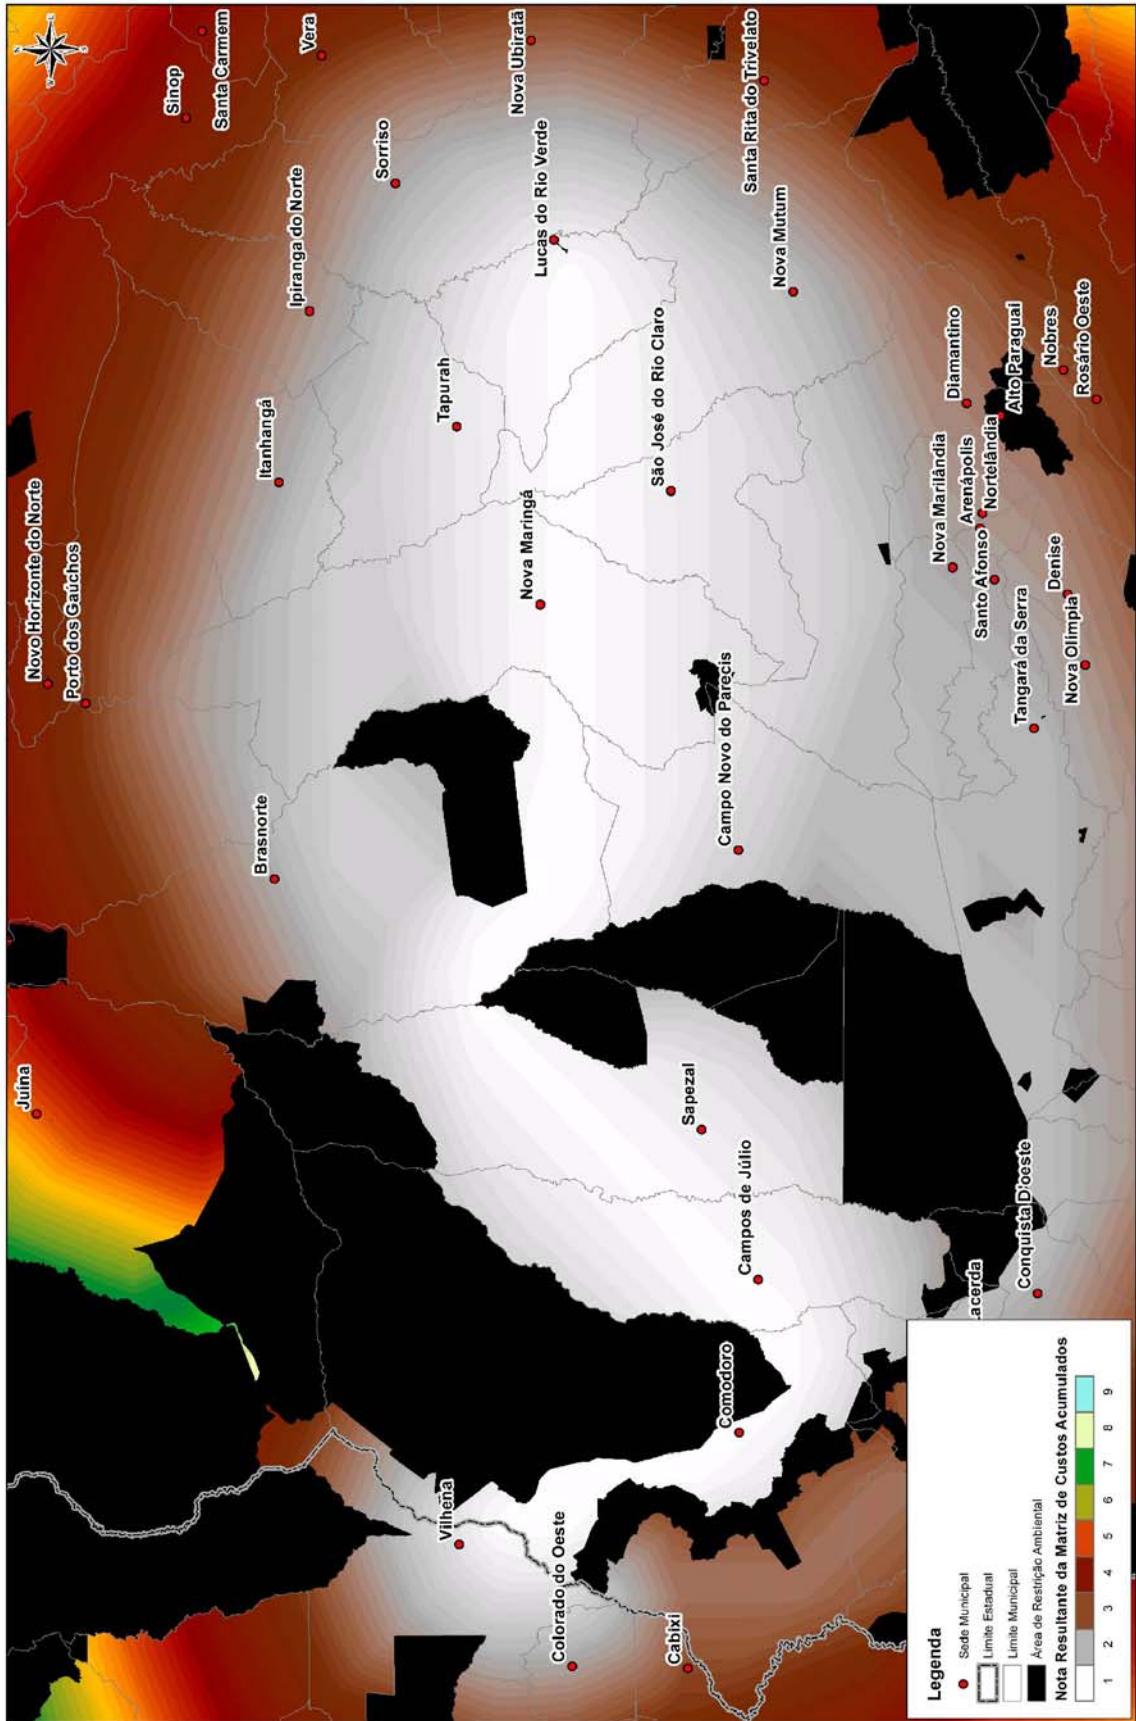 Novo Horizonte do Norte
Porto dos Gaúchos
Juína
Sinop
Santa Carmem
Vera
Brasnorte
Itanhangá
Ipiranga do Norte
Sorriso
Vilhena
Tapurah
Nova Maringá
Lucas do Rio Verde
Nova Ubiratã
Colorado do Oeste
São José do Rio Claro
Cabixi
Comodoro
Campos de Júlio
Sapezal
Campo Novo do Parecis
Nova Mutum
Santa Rita do Trivelato
Nova Marilândia
Diamantino
Arenápolis
Nortelândia
Santo Afonso
Alto Paraguai
Lacerda
Conquista D'oeste
Tangará da Serra
Denise
Nova Olímpia
Nobres
Rosário Oeste
Legenda
Sede Municipal
Limite Estadual
Limite Municipal
Área de Restrição Ambiental
Nota Resultante da Matriz de Custos Acumulados
1 2 3 4 5 6 7 8 9